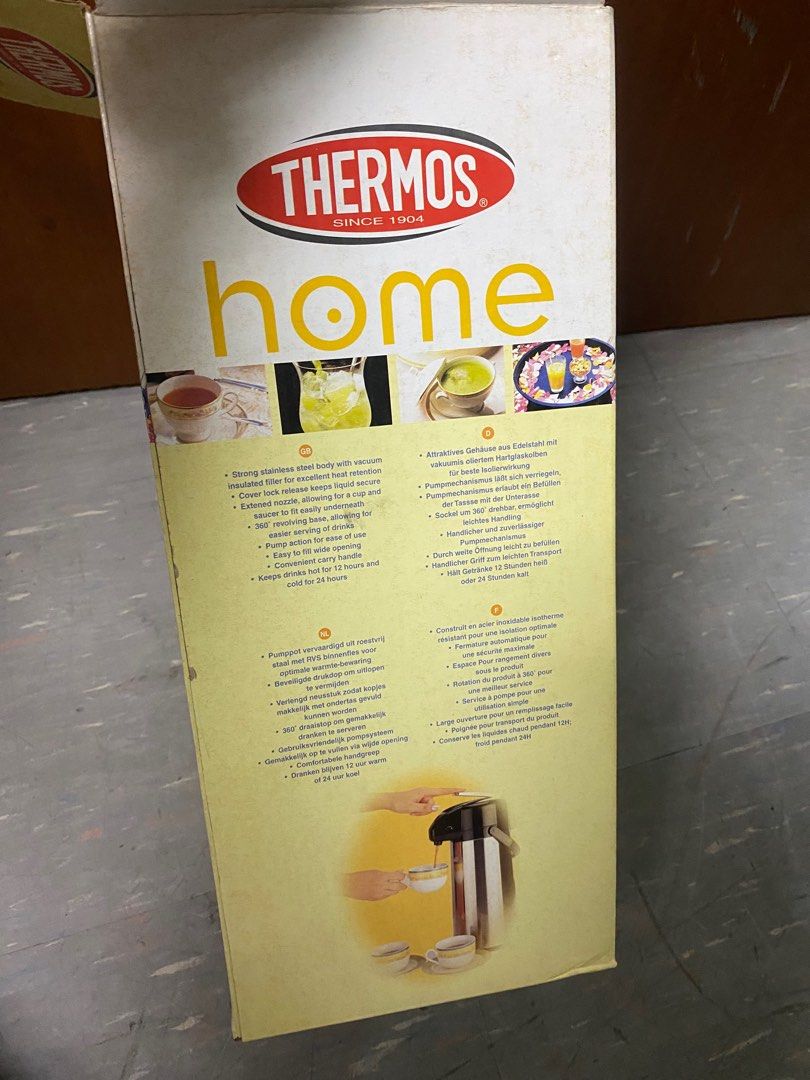 THERMOS
THERMOS®
SINCE 1904
home
GB
• Strong stainless steel body with vacuum
insulated filler for excellent heat retention
• Cover lock release keeps liquid secure
• Extened nozzle, allowing for a cup and
saucer to fit easily underneath
• 360° revolving base, allowing for
easier serving of drinks
• Pump action for ease of use
• Easy to fill wide opening
• Convenient carry handle
• Keeps drinks hot for 12 hours and
cold for 24 hours
D
• Attraktives Gehäuse aus Edelstahl mit
vakuumis oliertem Hartglaskolben
für beste Isolierwirkung
• Pumpmechanismus läßt sich verriegeln,
• Pumpmechanismus erlaubt ein Befüllen
der Tassse mit der Unterasse
• Sockel um 360° drehbar, ermöglicht
leichtes Handling
• Handlicher und zuverlässiger
Pumpmechanismus
• Durch weite Öffnung leicht zu befüllen
• Handlicher Griff zum leichten Transport
• Hält Getränke 12 Stunden heiß
oder 24 Stunden kalt
NL
• Pumppot vervaardigd uit roestvrij
staal met RVS binnenfles voor
optimale warmte-bewaring
• Beveiligde drukdop om uitlopen
te vermijden
• Verlengd neusstuk zodat kopjes
makkelijk met ondertas gevuld
kunnen worden
• 360° draaistop om gemakkelijk
dranken te serveren
• Gebruiksvriendelijk pompsysteem
• Gemakkelijk op te vullen via wijde opening
• Comfortabele handgreep
• Dranken blijven 12 uur warm
of 24 uur koel
F
• Construit en acier inoxidable isotherme
résistant pour une isolation optimale
• Fermature automatique pour
une sécurité maximale
• Espace Pour rangement divers
sous le produit
• Rotation du produit à 360° pour
une meilleur service
• Service à pompe pour une
utilisation simple
• Large ouverture pour un remplissage facile
• Poignée pour transport du produit
• Conserve les liquides chaud pendant 12H;
froid pendant 24H